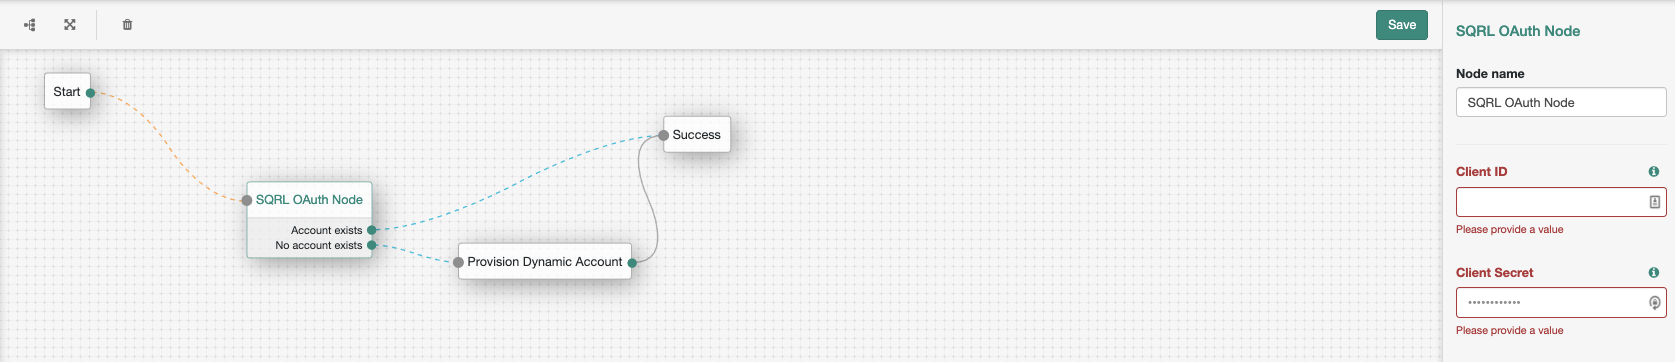 Save
Start
Success
SQRL OAuth Node
Account exists
No account exists
Provision Dynamic Account
SQRL OAuth Node
Node name
SQRL OAuth Node
Client ID
Please provide a value
Client Secret
••••••••••••
Please provide a value